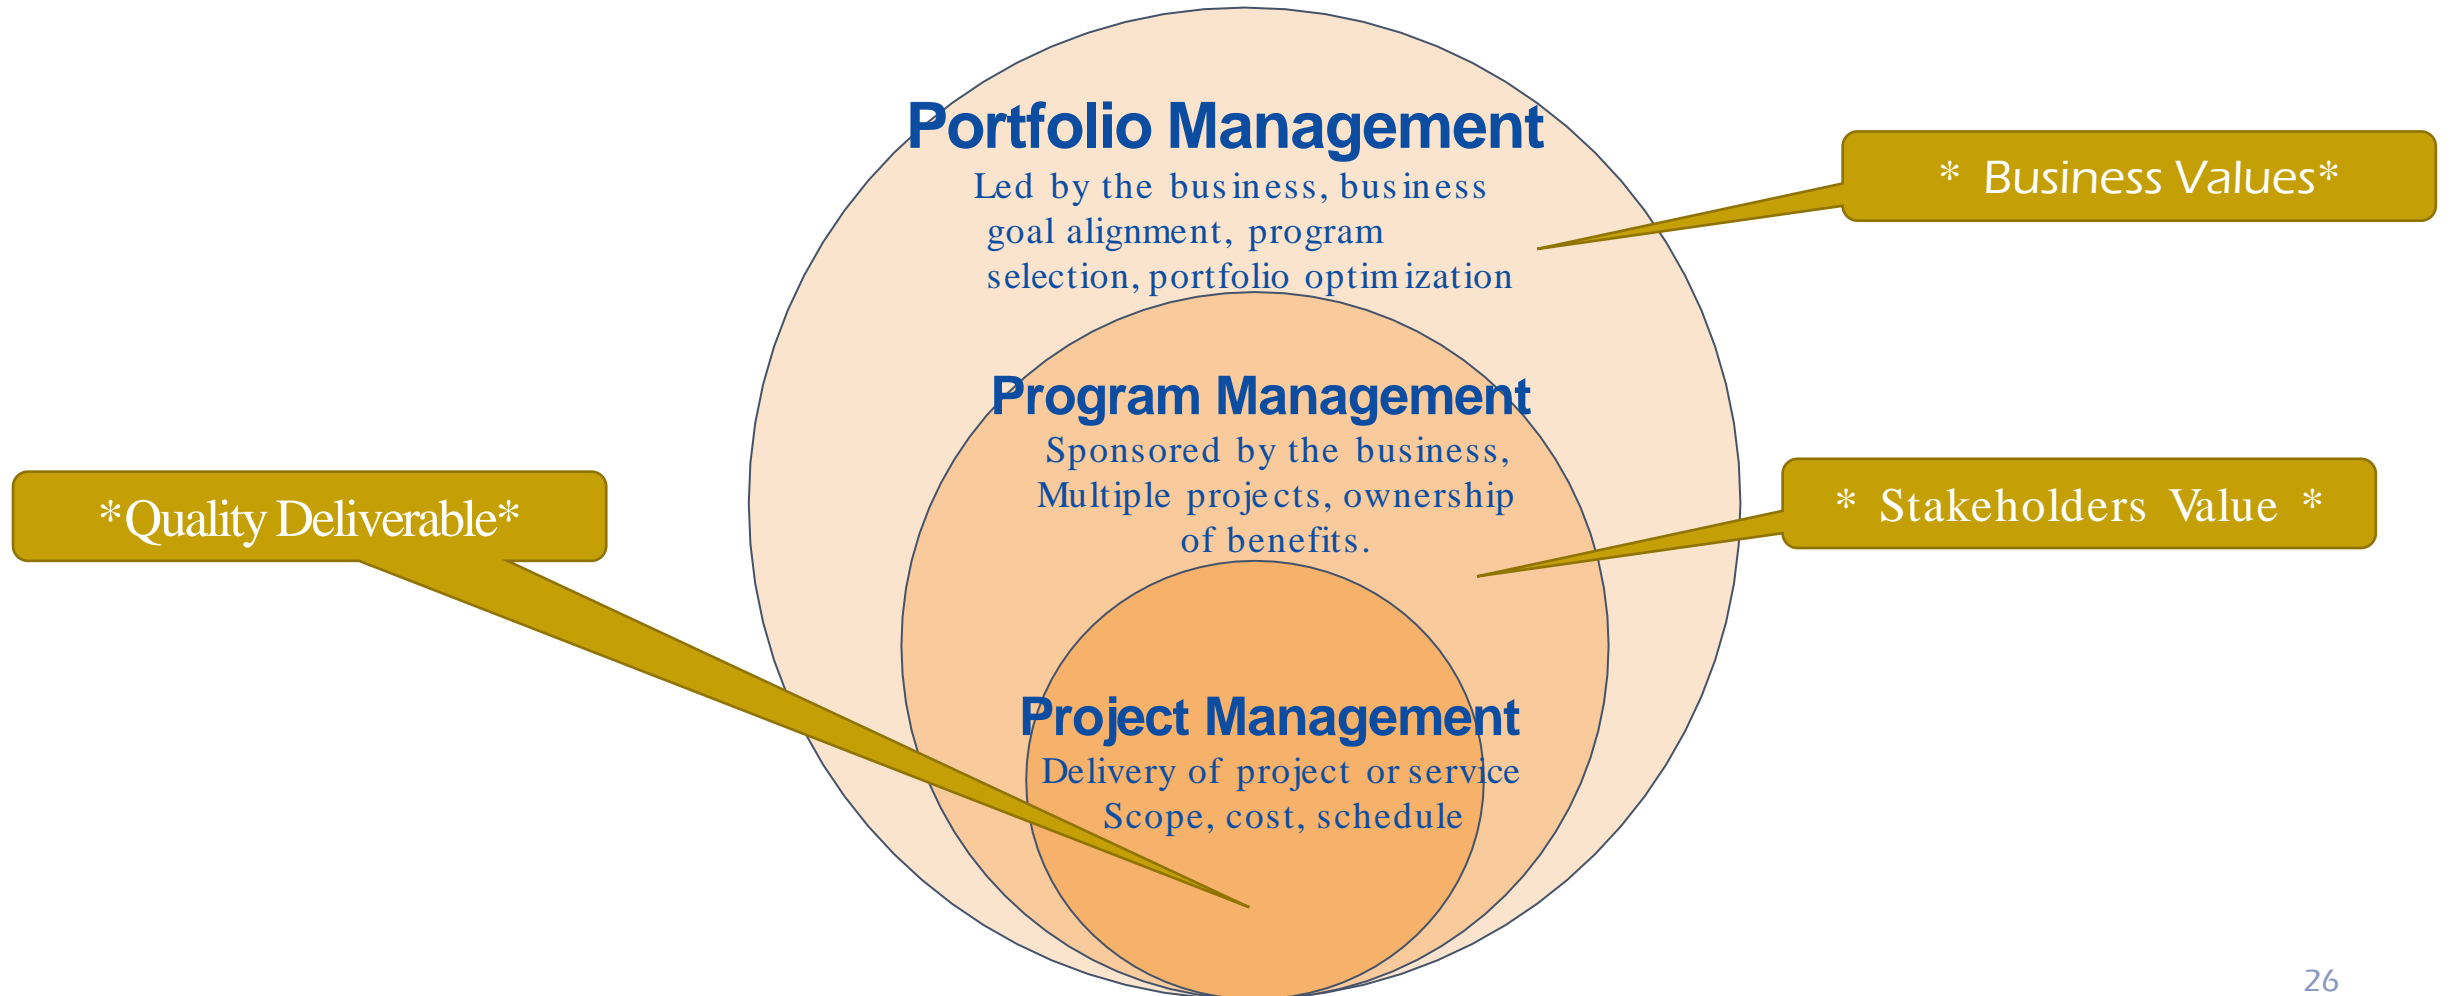 Portfolio Management
Led by the business, business
goal alignment, program
selection, portfolio optimization
* Business Values*
Program Management
Sponsored by the business,
Multiple projects, ownership
of benefits.
* Stakeholders Value *
*Quality Deliverable*
Project Management
Delivery of project or service
Scope, cost, schedule
26